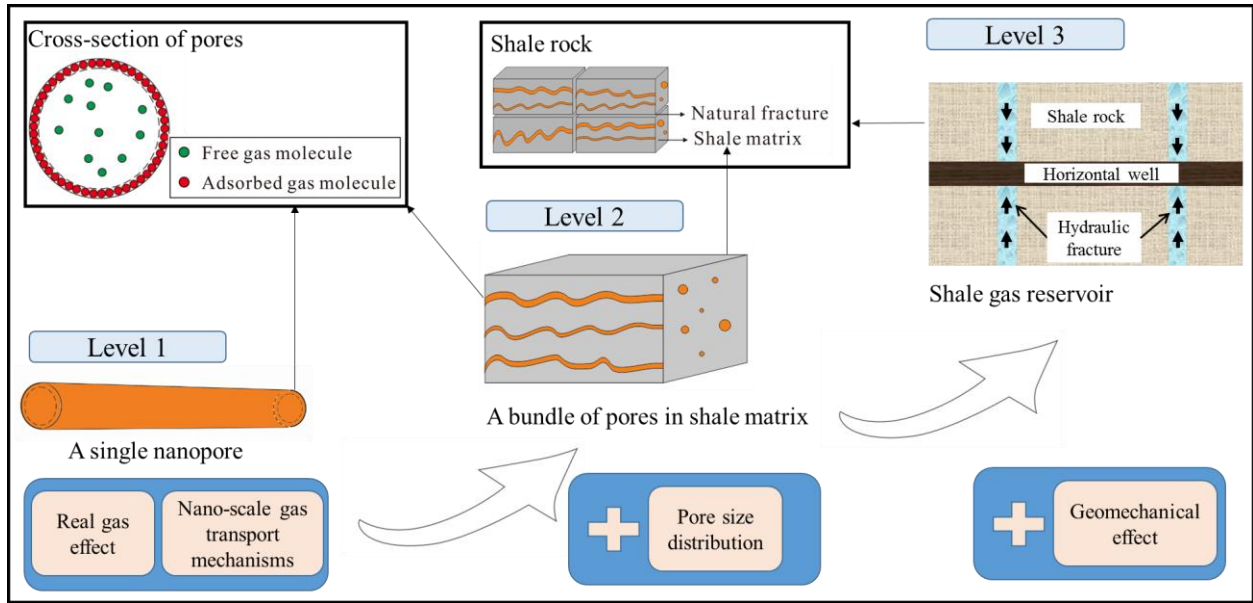 Cross-section of pores
Free gas molecule
Adsorbed gas molecule
Shale rock
Natural fracture
Shale matrix
Level 3
Shale rock
Horizontal well
Hydraulic
fracture
Shale gas reservoir
Level 2
A bundle of pores in shale matrix
Level 1
A single nanopore
Real gas
effect
Nano-scale gas
transport
mechanisms
Pore size
distribution
Geomechanical
effect